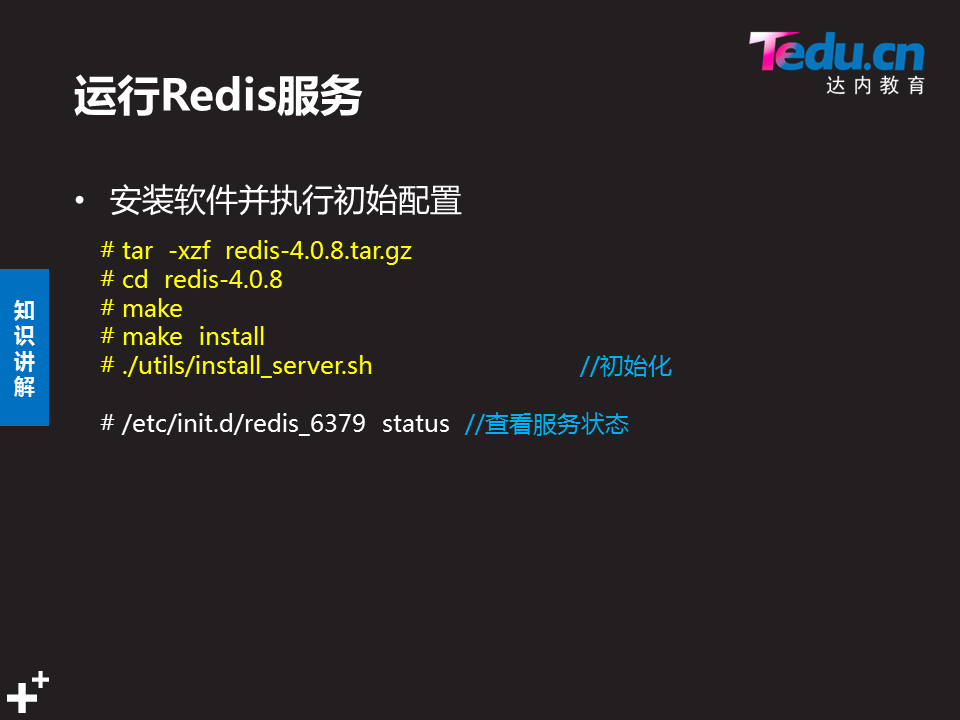 Tedu.cn
达内教育
运行Redis服务
• 安装软件并执行初始配置
# tar -xzf redis-4.0.8.tar.gz
# cd redis-4.0.8
# make
# make install
# ./utils/install_server.sh //初始化
# /etc/init.d/redis_6379 status //查看服务状态
知识讲解